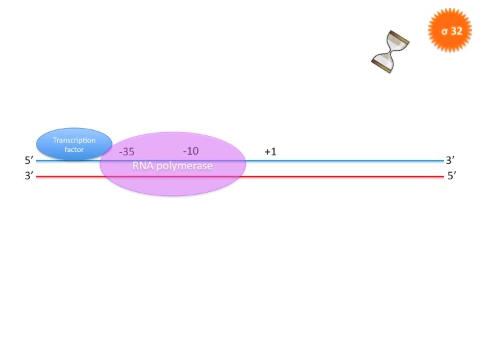 σ 32
Transcription
factor
-35
-10
+1
RNA polymerase
5’
3’
3’
5’